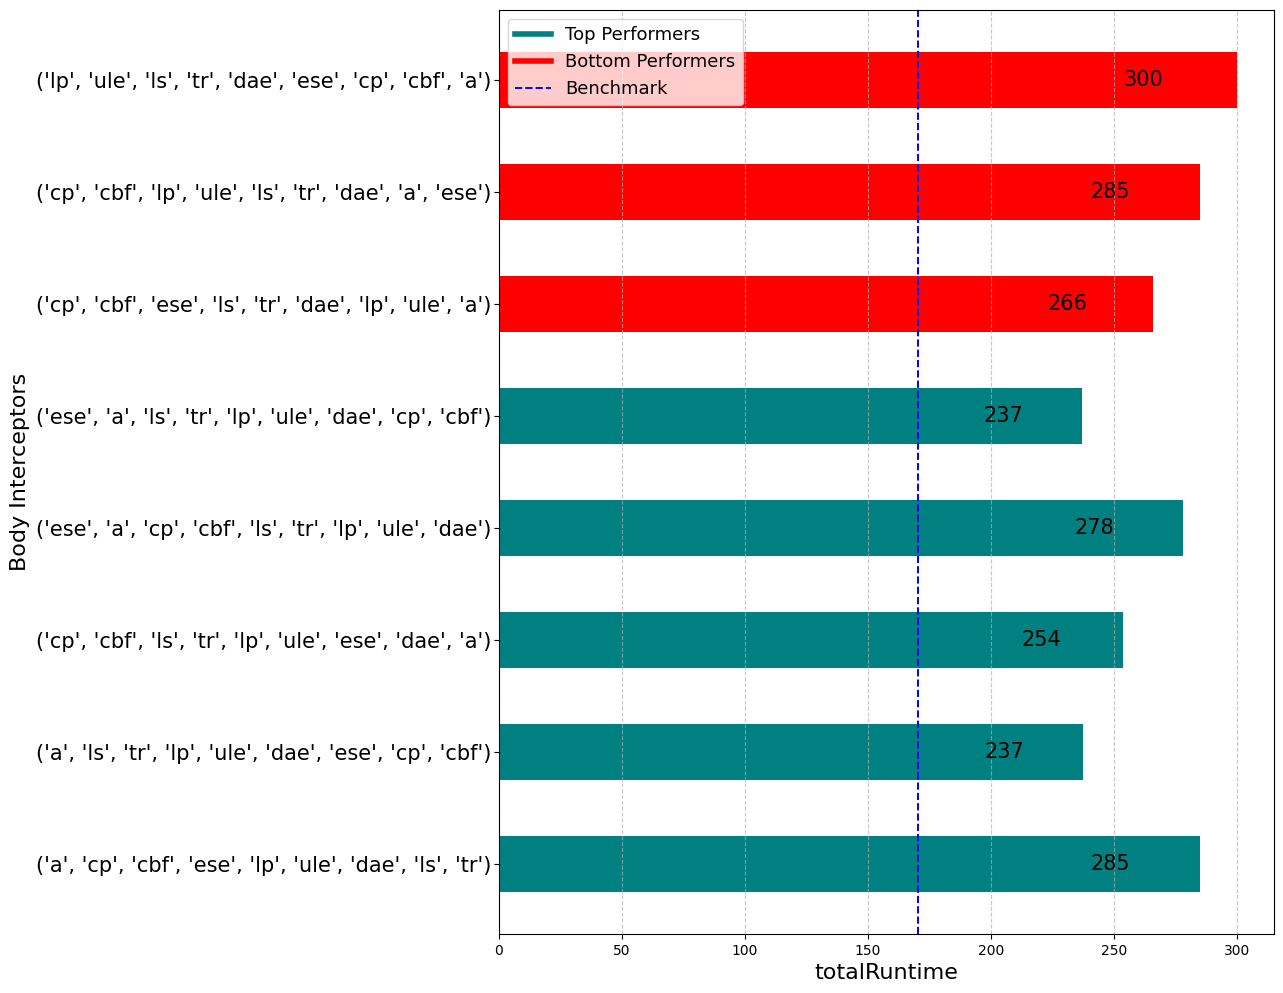 Top Performers
Bottom Performers
Benchmark
('lp', 'ule', 'ls', 'tr', 'dae', 'ese', 'cp', 'cbf', 'a')
300
('cp', 'cbf', 'lp', 'ule', 'ls', 'tr', 'dae', 'a', 'ese')
285
('cp', 'cbf', 'ese', 'ls', 'tr', 'dae', 'lp', 'ule', 'a')
266
('ese', 'a', 'ls', 'tr', 'lp', 'ule', 'dae', 'cp', 'cbf')
237
('ese', 'a', 'cp', 'cbf', 'ls', 'tr', 'lp', 'ule', 'dae')
278
('cp', 'cbf', 'ls', 'tr', 'lp', 'ule', 'ese', 'dae', 'a')
254
('a', 'ls', 'tr', 'lp', 'ule', 'dae', 'ese', 'cp', 'cbf')
237
('a', 'cp', 'cbf', 'ese', 'lp', 'ule', 'dae', 'ls', 'tr')
285
Body Interceptors
0 50 100 150 200 250 300
totalRuntime